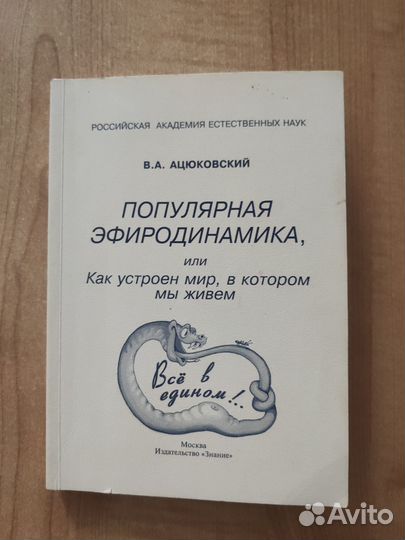 РОССИЙСКАЯ АКАДЕМИЯ ЕСТЕСТВЕННЫХ НАУК
В.А. АЦЮКОВСКИЙ
ПОПУЛЯРНАЯ
ЭФИРОДИНАМИКА,
или
Как устроен мир, в котором
мы живем
Всё в
едином!..
Москва
Издательство «Знание»
Avito